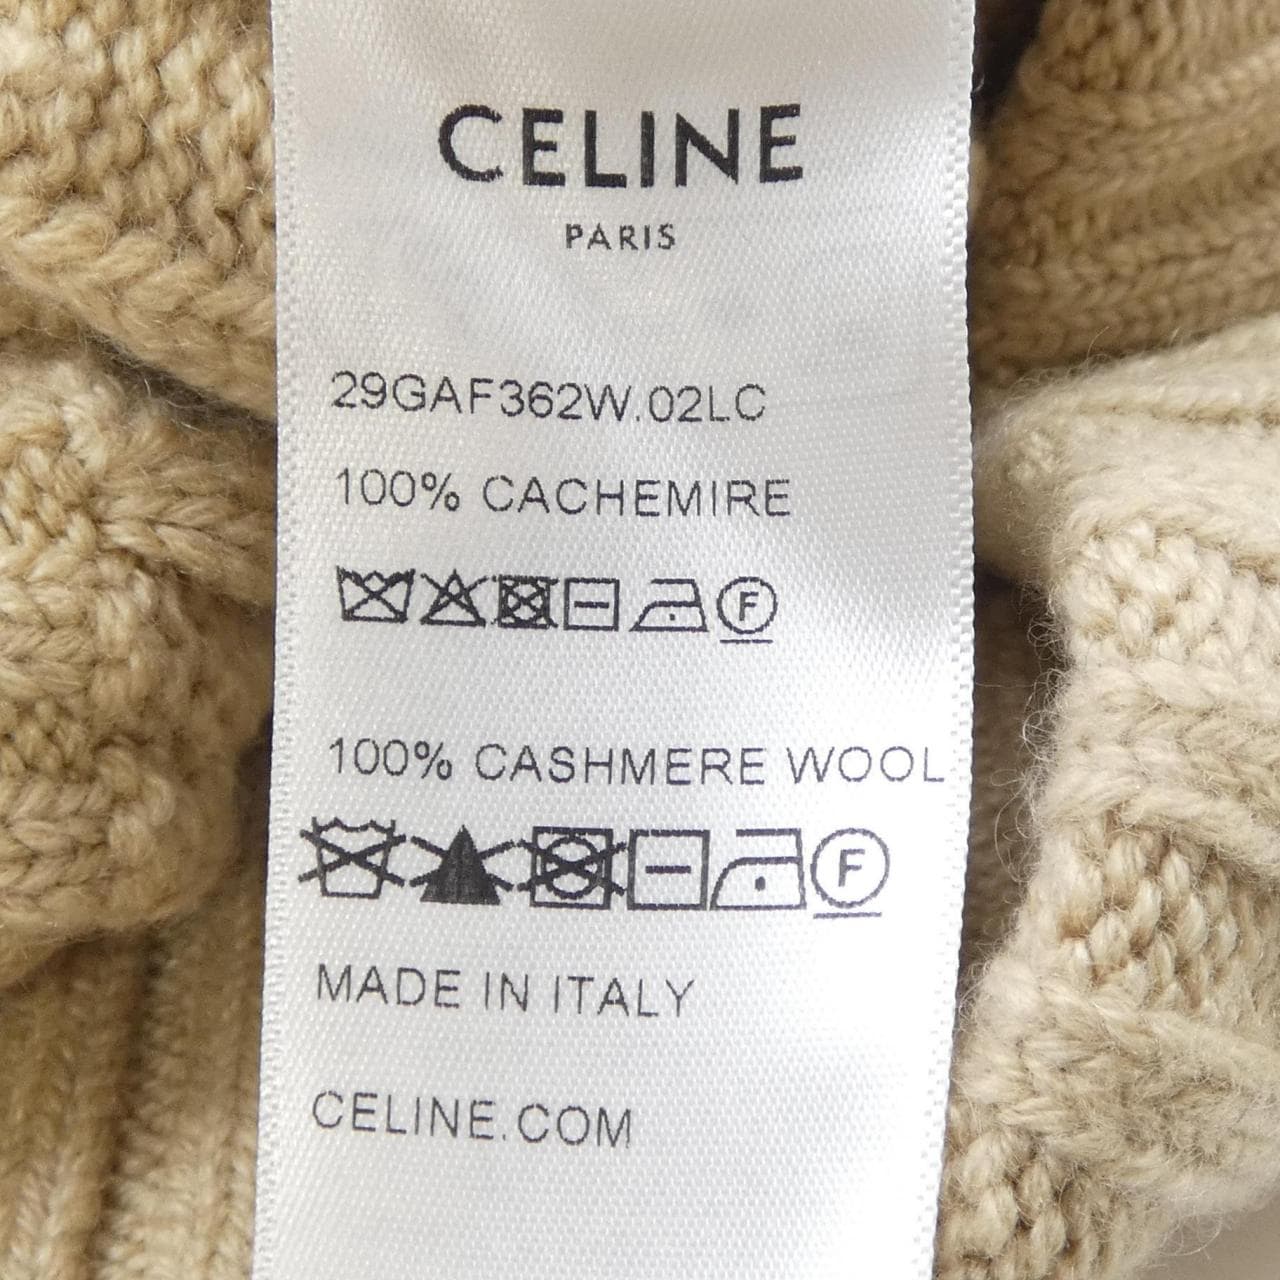 CELINE
PARIS
29GAF362W.02LC
100% CACHEMIRE
F
100% CASHMERE WOOL
F
MADE IN ITALY
CELINE.COM